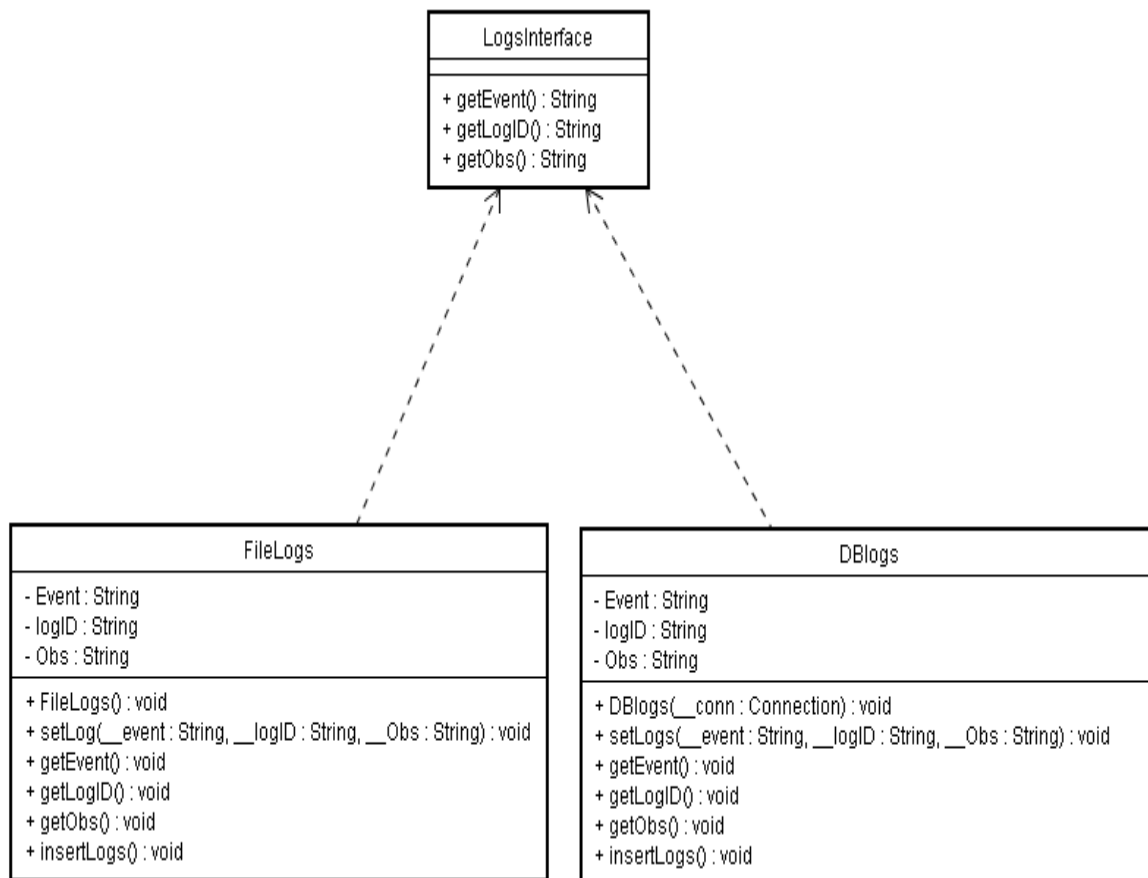 LogsInterface
+ getEvent() : String
+ getLogID() : String
+ getObs() : String
FileLogs
- Event : String
- logID : String
- Obs : String
+ FileLogs() : void
+ setLog(__event : String, __logID : String, __Obs : String) : void
+ getEvent() : void
+ getLogID() : void
+ getObs() : void
+ insertLogs() : void
DBlogs
- Event : String
- logID : String
- Obs : String
+ DBlogs(__conn : Connection) : void
+ setLogs(__event : String, __logID : String, __Obs : String) : void
+ getEvent() : void
+ getLogID() : void
+ getObs() : void
+ insertLogs() : void